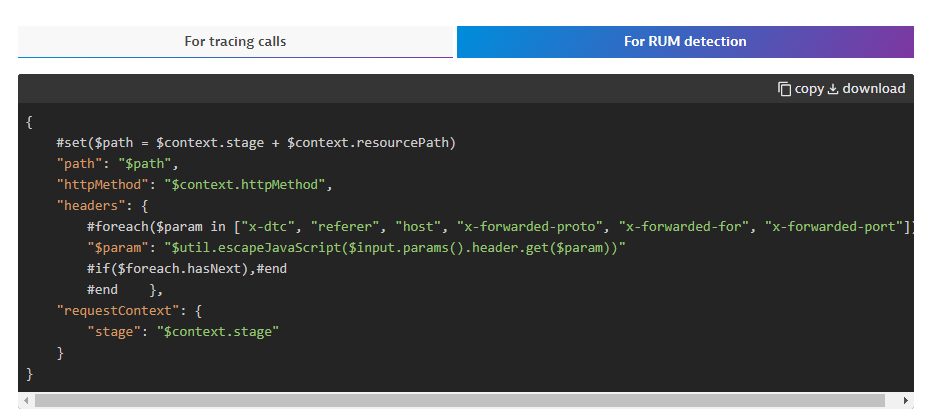 For tracing calls
For RUM detection
copy download
{
    #set($path = $context.stage + $context.resourcePath)
    "path": "$path",
    "httpMethod": "$context.httpMethod",
    "headers": {
        #foreach($param in ["x-dtc", "referer", "host", "x-forwarded-proto", "x-forwarded-for", "x-forwarded-port"])
        "$param": "$util.escapeJavaScript($input.params().header.get($param))"
        #if($foreach.hasNext),#end
        #end    },
    "requestContext": {
        "stage": "$context.stage"
    }
}